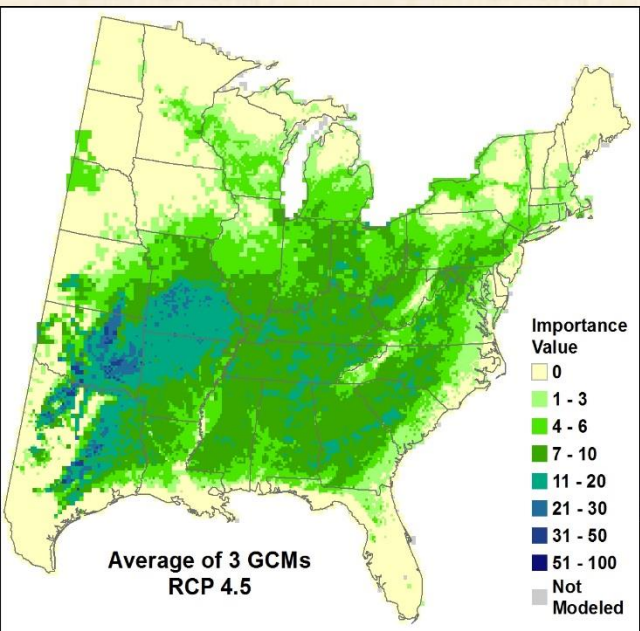 Importance
Value
0
1 - 3
4 - 6
7 - 10
11 - 20
21 - 30
31 - 50
51 - 100
Not
Modeled
Average of 3 GCMs
RCP 4.5